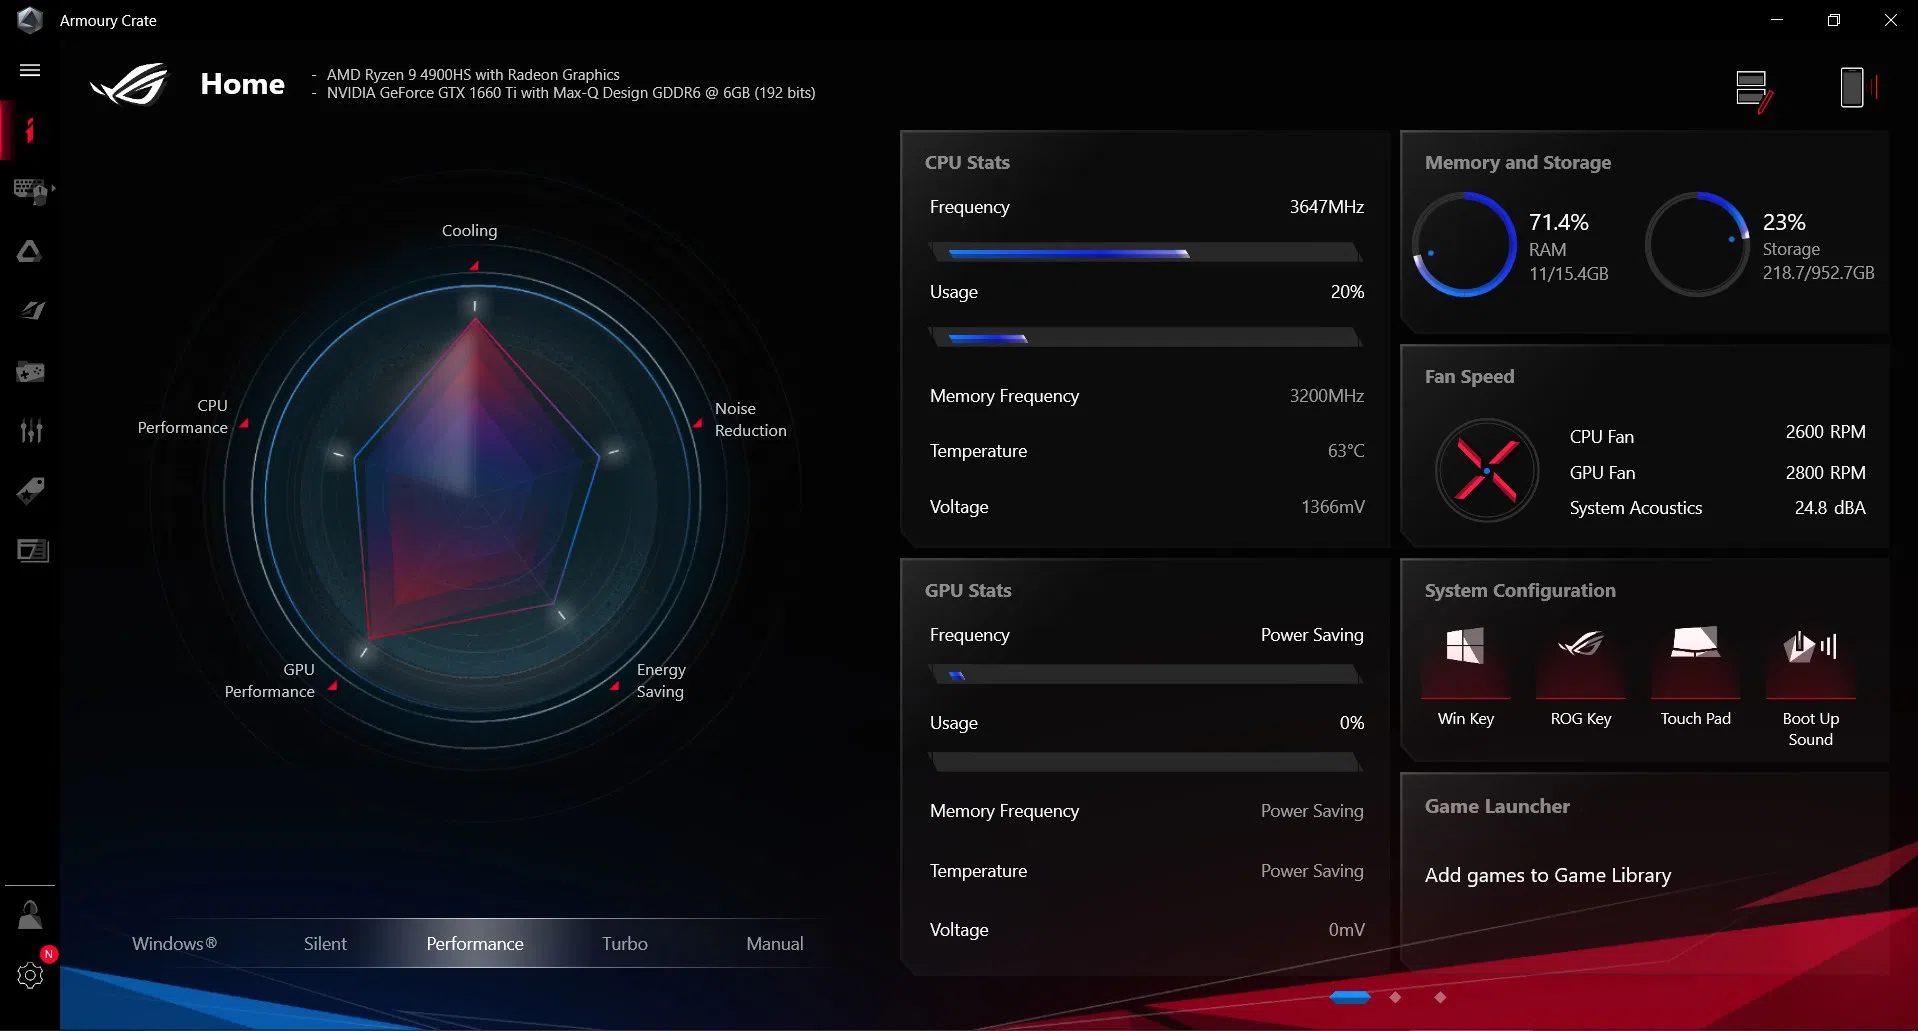 Armoury Crate
Home
- AMD Ryzen 9 4900HS with Radeon Graphics
- NVIDIA GeForce GTX 1660 Ti with Max-Q Design GDDR6 @ 6GB (192 bits)
Cooling
CPU
Performance
Noise
Reduction
GPU
Performance
Energy
Saving
Windows®
Silent
Performance
Turbo
Manual
N
CPU Stats
Frequency 3647MHz
Usage 20%
Memory Frequency 3200MHz
Temperature 63°C
Voltage 1366mV
GPU Stats
Frequency Power Saving
Usage 0%
Memory Frequency Power Saving
Temperature Power Saving
Voltage 0mV
Memory and Storage
71.4%
RAM
11/15.4GB
23%
Storage
218.7/952.7GB
Fan Speed
CPU Fan 2600 RPM
GPU Fan 2800 RPM
System Acoustics 24.8 dBA
System Configuration
Win Key
ROG Key
Touch Pad
Boot Up
Sound
Game Launcher
Add games to Game Library